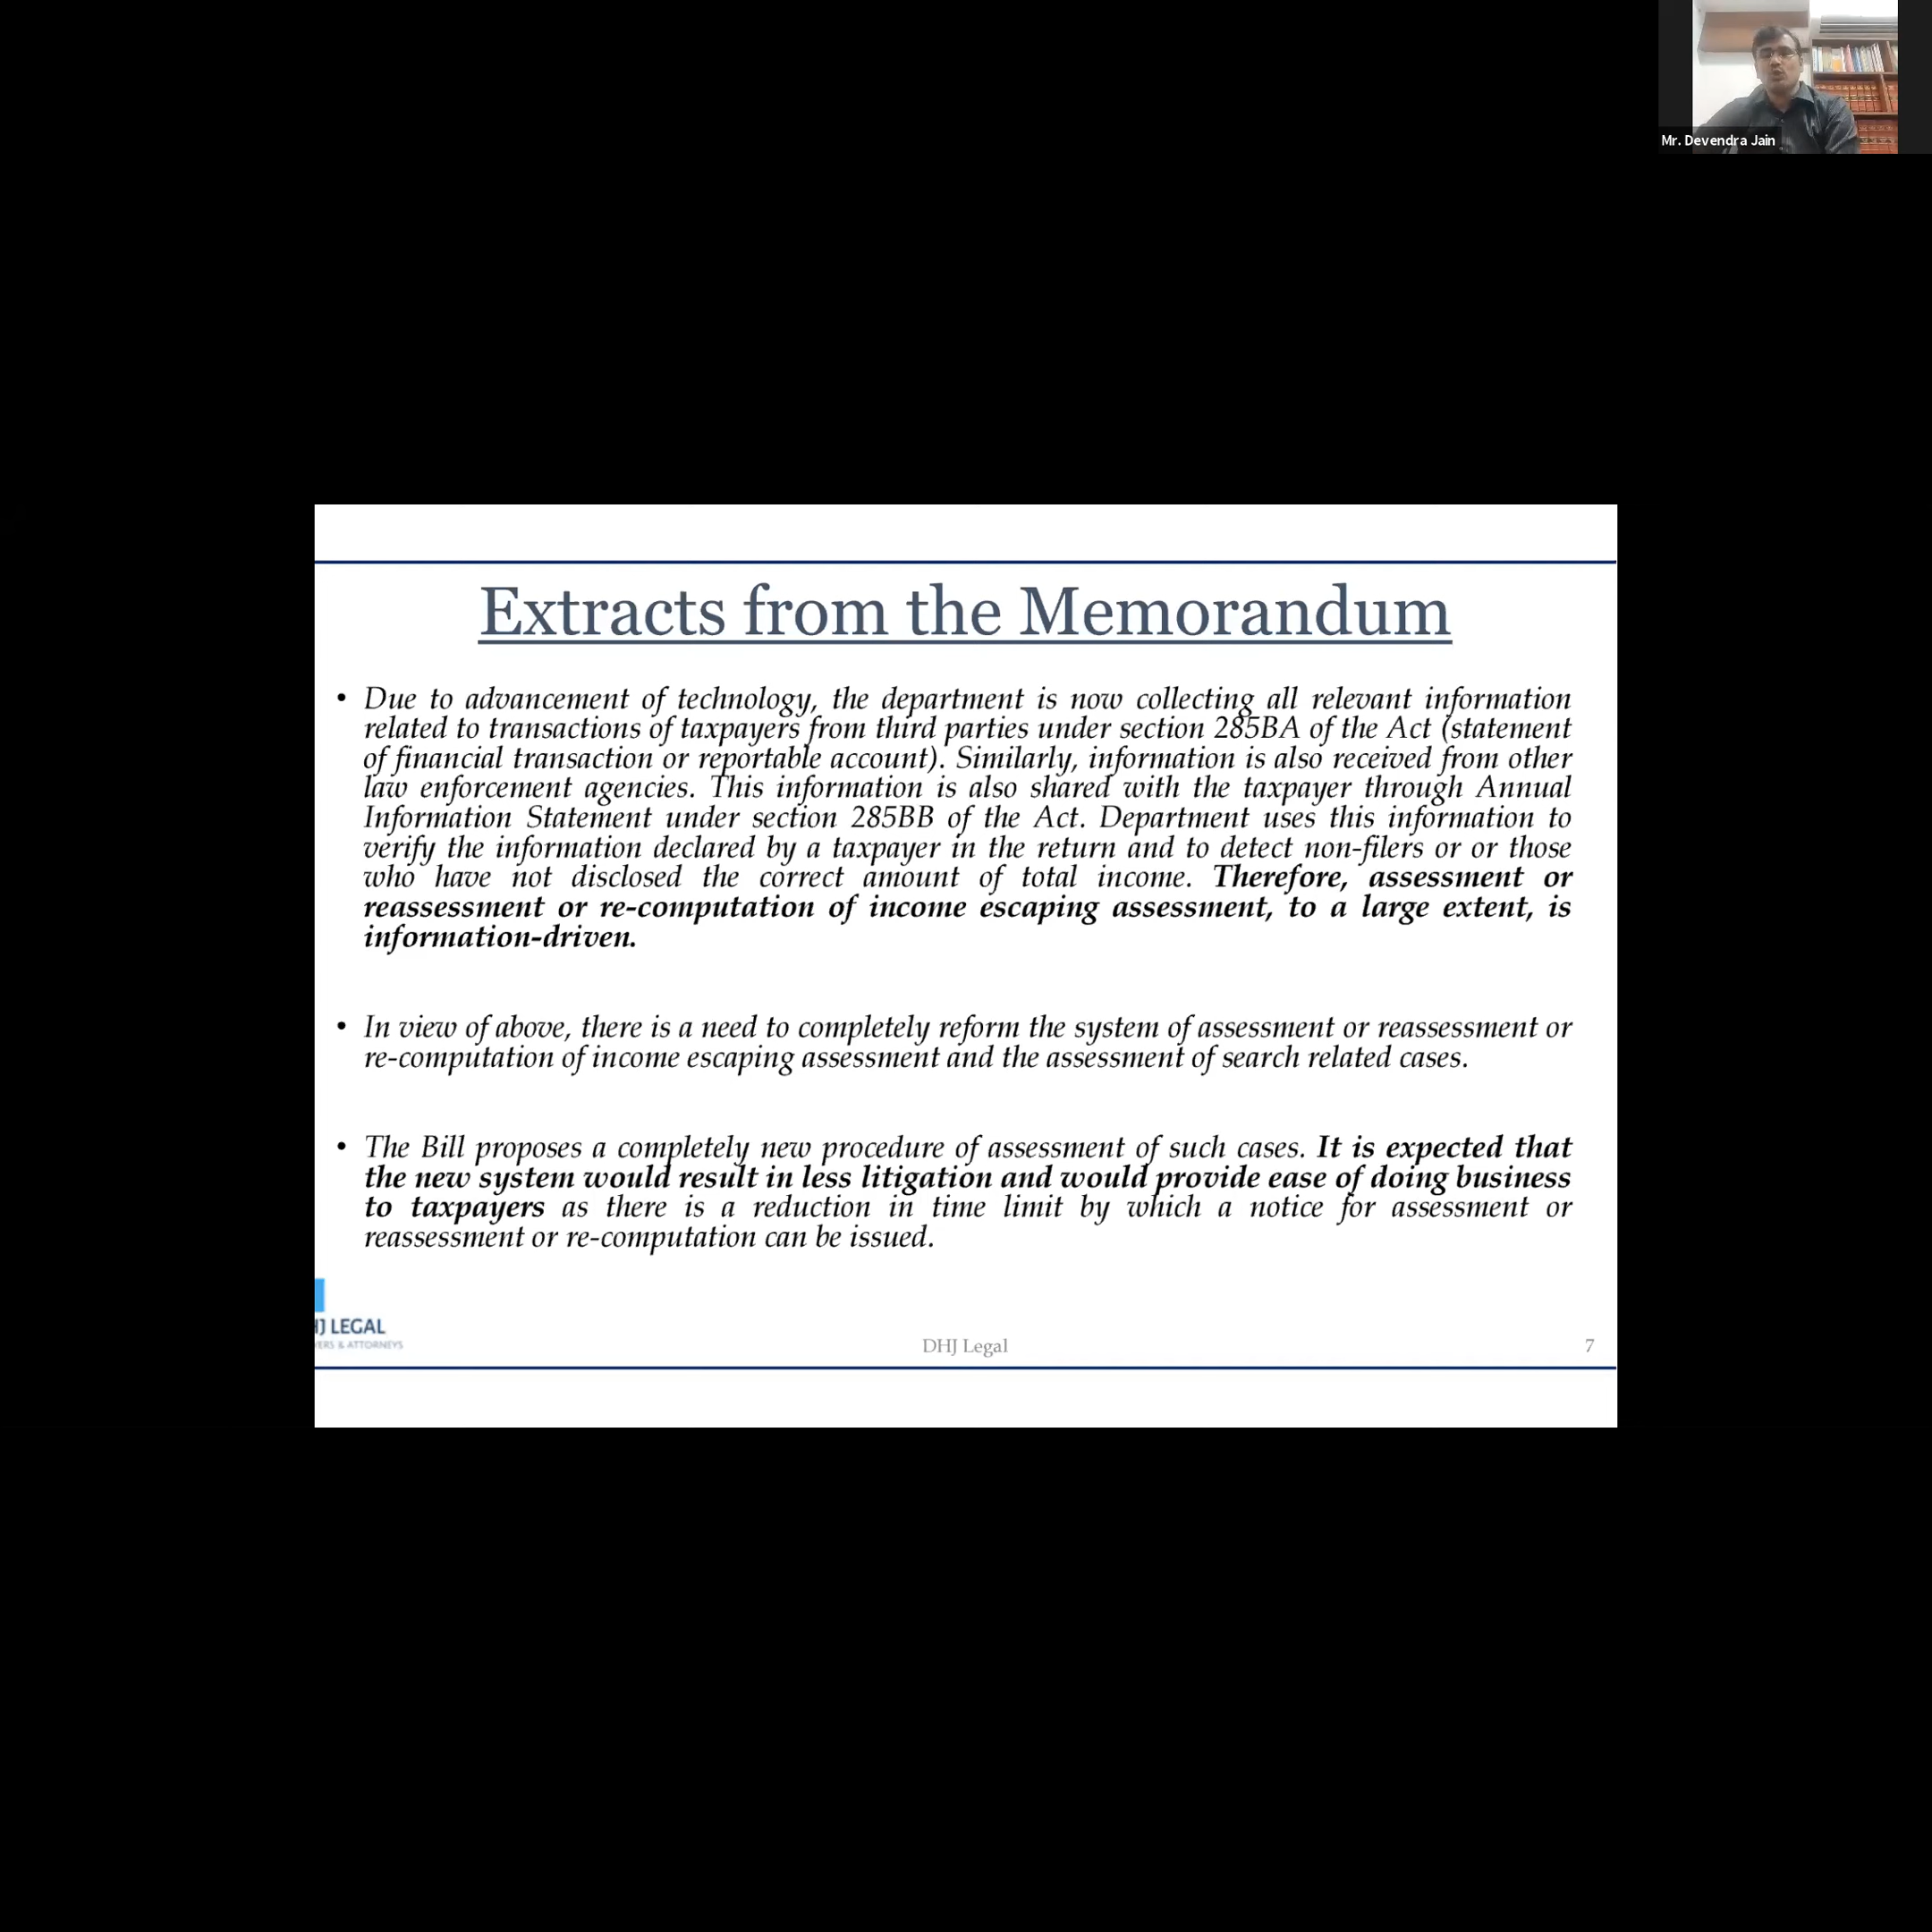 Mr. Devendra Jain
Extracts from the Memorandum
• Due to advancement of technology, the department is now collecting all relevant information
related to transactions of taxpayers from third parties under section 285BA of the Act (statement
of financial transaction or reportable account). Similarly, information is also received from other
law enforcement agencies. This information is also shared with the taxpayer through Annual
Information Statement under section 285BB of the Act. Department uses this information to
verify the information declared by a taxpayer in the return and to detect non-filers or or those
who have not disclosed the correct amount of total income. Therefore, assessment or
reassessment or re-computation of income escaping assessment, to a large extent, is
information-driven.
• In view of above, there is a need to completely reform the system of assessment or reassessment or
re-computation of income escaping assessment and the assessment of search related cases.
• The Bill proposes a completely new procedure of assessment of such cases. It is expected that
the new system would result in less litigation and would provide ease of doing business
to taxpayers as there is a reduction in time limit by which a notice for assessment or
reassessment or re-computation can be issued.
LEGAL
& ATTORNEYS
DHJ Legal
7